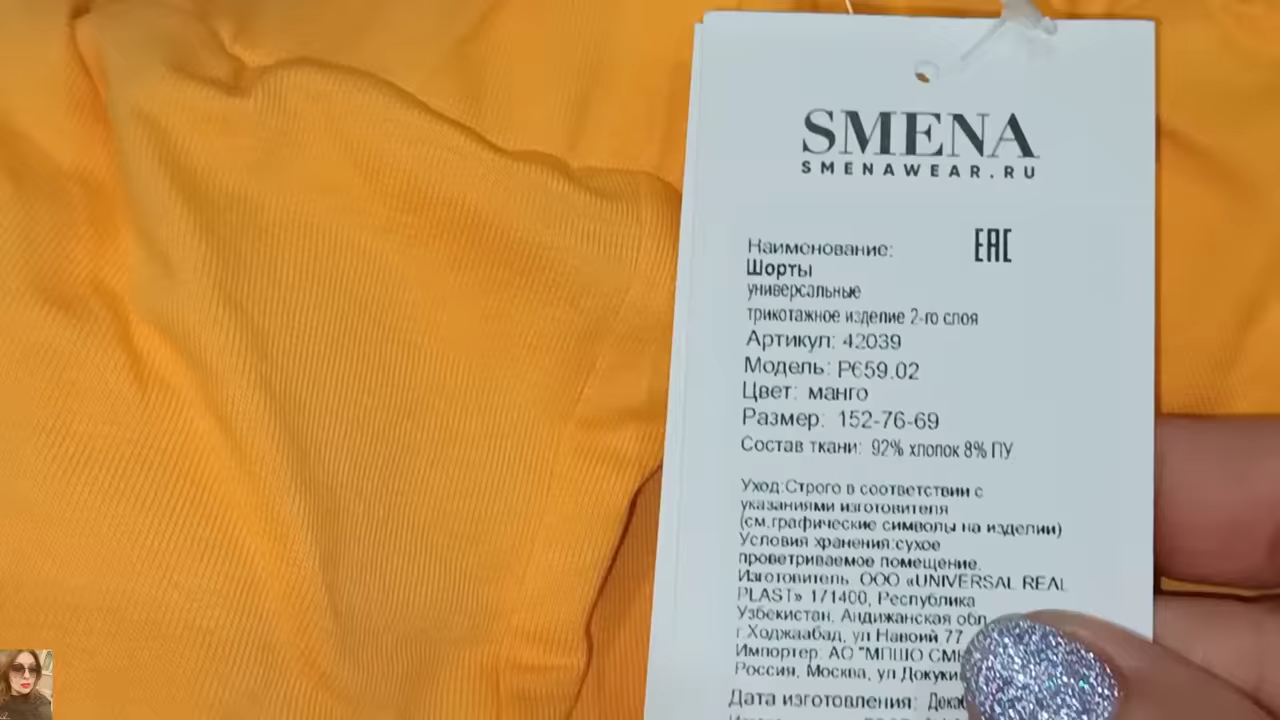 SMENA
SMENAWEAR.RU
EAC
Наименование:
Шорты
универсальные
трикотажное изделие 2-го слоя
Артикул: 42039
Модель: Р659.02
Цвет: манго
Размер: 152-76-69
Состав ткани: 92% хлопок 8% ПУ
Уход:Строго в соответствии с
указаниями изготовителя
(см.графические символы на изделии)
Условия хранения:сухое
проветриваемое помещение.
Изготовитель ООО «UNIVERSAL REAL
PLAST» 1/1400, Республика
Узбекистан, Андижанская обл
г.Ходжаабад, ул Навоий 77
Импортер: АО "МПШО
Россия, Москва, ул
Дата изготовления: